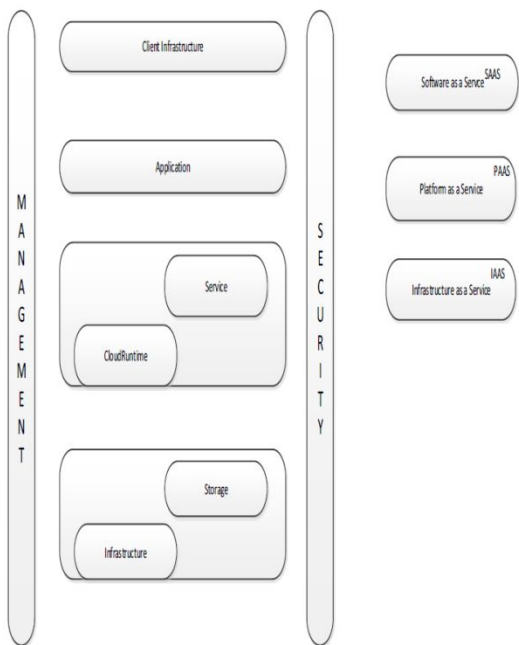 MANAGEMENT
Client Infrastructure
Application
Service
CloudRuntime
Storage
Infrastructure
SECURITY
SAAS
Software as a Servce
PAAS
Platform as a Service
IAAS
Infrastructure as a Service